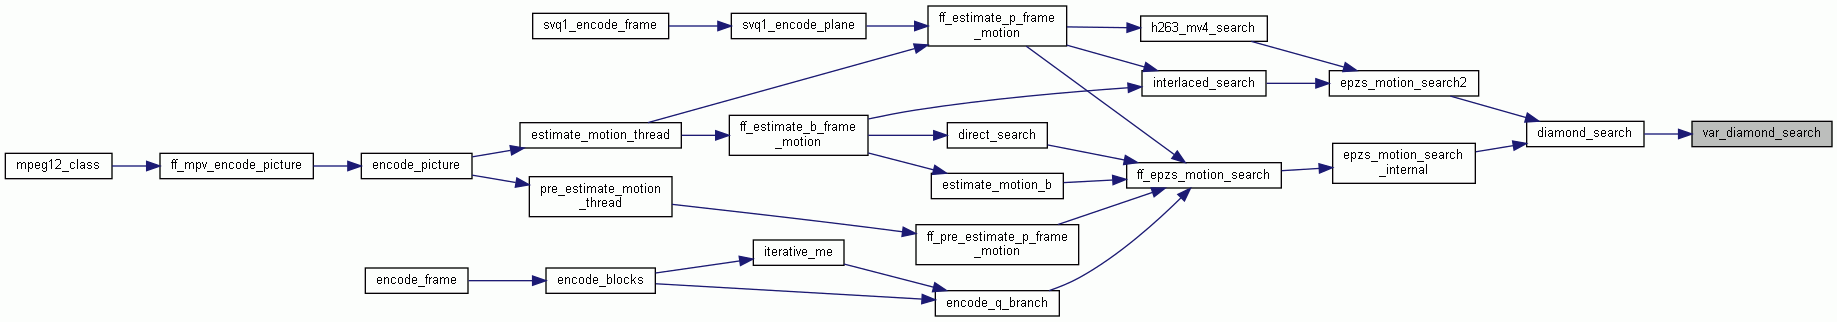 svq1_encode_frame
svq1_encode_plane
ff_estimate_p_frame
_motion
h263_mv4_search
interlaced_search
epzs_motion_search2
estimate_motion_thread
ff_estimate_b_frame
_motion
direct_search
diamond_search
var_diamond_search
mpeg12_class
ff_mpv_encode_picture
encode_picture
epzs_motion_search
_internal
pre_estimate_motion
_thread
estimate_motion_b
ff_epzs_motion_search
ff_pre_estimate_p_frame
_motion
iterative_me
encode_frame
encode_blocks
encode_q_branch